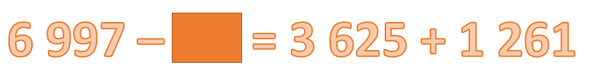 6 997 – = 3 625 + 1 261